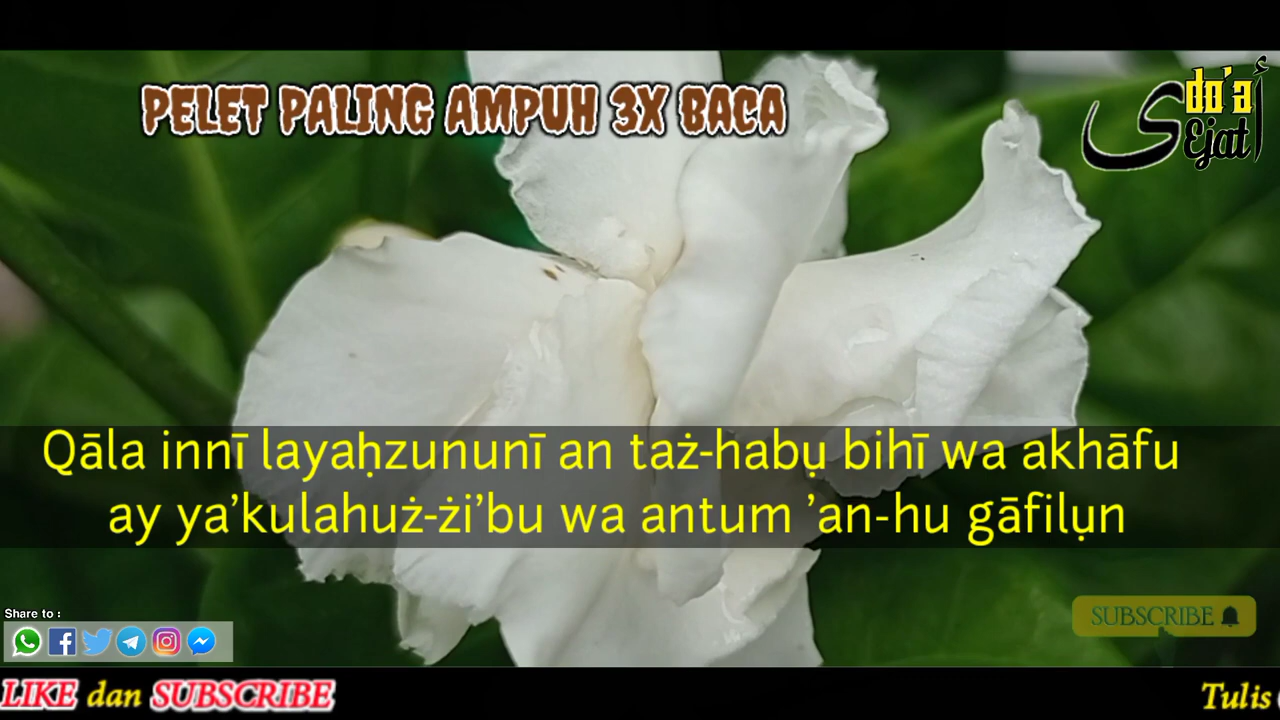 PELET PALING AMPUH 3X BACA
do'a
Ejati
Qāla innī layaḥzununī an taż-habụ bihī wa akhāfu
ay ya’kulahuż-żi’bu wa antum ’an-hu gāfilụn
Share to :
SUBSCRIBE
LIKE dan SUBSCRIBE
Tulis